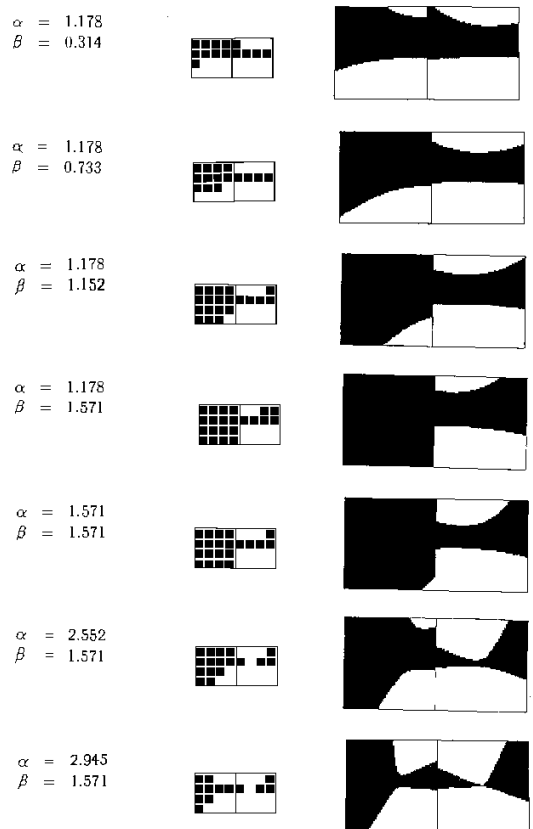 α = 1.178
β = 0.314
α = 1.178
β = 0.733
α = 1.178
β = 1.152
α = 1.178
β = 1.571
α = 1.571
β = 1.571
α = 2.552
β = 1.571
α = 2.945
β = 1.571